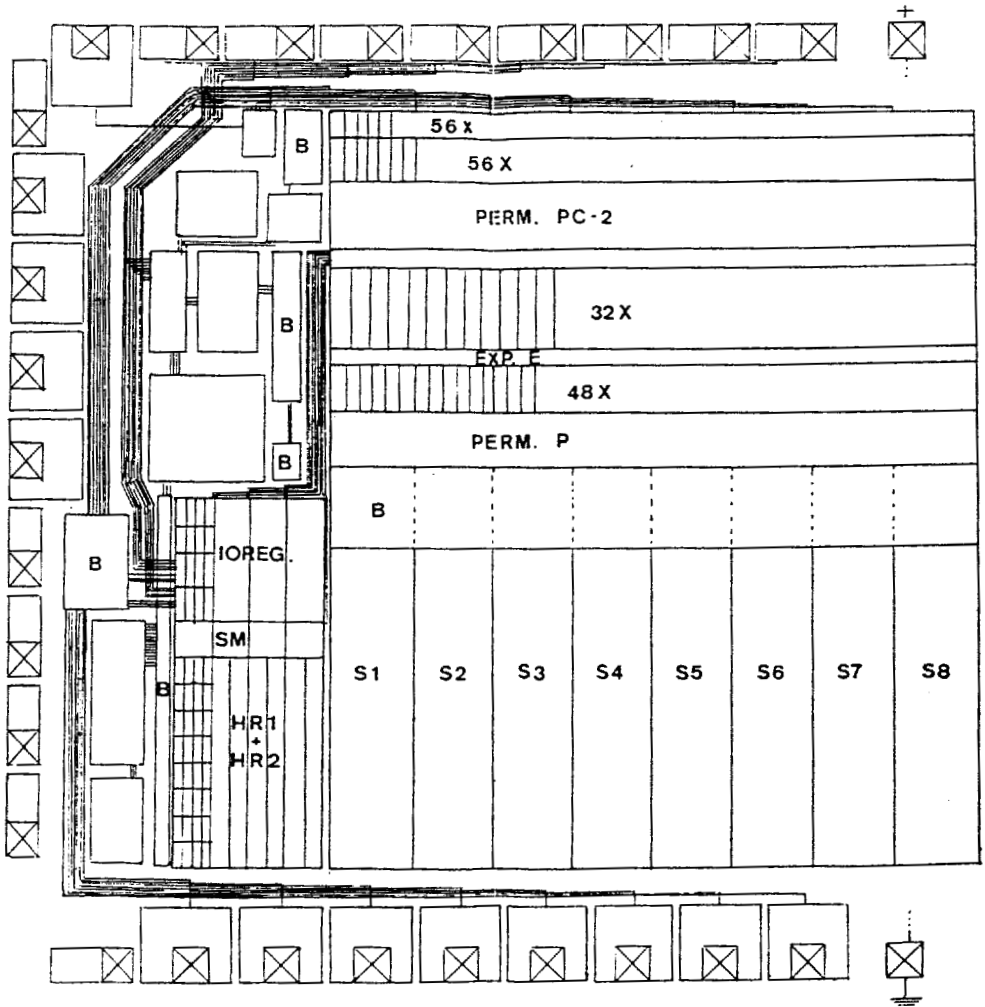 +
56 X
B
56 X
PERM. PC-2
32 X
B
EXP. E
48 X
PERM. P
B
B
IOREG.
B
SM
S1 S2 S3 S4 S5 S6 S7 S8
B
HR1
+
HR2